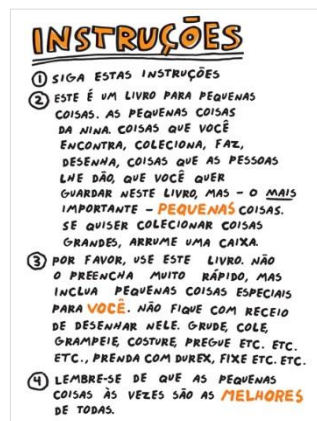 INSTRUÇÕES
① SIGA ESTAS INSTRUÇÕES
② ESTE É UM LIVRO PARA PEQUENAS
COISAS. AS PEQUENAS COISAS
DA NINA. COISAS QUE VOCÊ
ENCONTRA, COLECIONA, FAZ,
DESENHA, COISAS QUE AS PESSOAS
LHE DÃO, QUE VOCÊ QUER
GUARDAR NESTE LIVRO, MAS – O MAIS
IMPORTANTE – PEQUENAS COISAS.
SE QUISER COLECIONAR COISAS
GRANDES, ARRUME UMA CAIXA.
③ POR FAVOR, USE ESTE LIVRO. NÃO
O PREENCHA MUITO RÁPIDO, MAS
INCLUA PEQUENAS COISAS ESPECIAIS
PARA VOCÊ. NÃO FIQUE COM RECEIO
DE DESENHAR NELE. GRUDE, COLE,
GRAMPEIE, COSTURE, PREGUE ETC. ETC.
ETC., PRENDA COM DUREX, FIXE ETC. ETC.
④ LEMBRE-SE DE QUE AS PEQUENAS
COISAS ÀS VEZES SÃO AS MELHORES
DE TODAS.